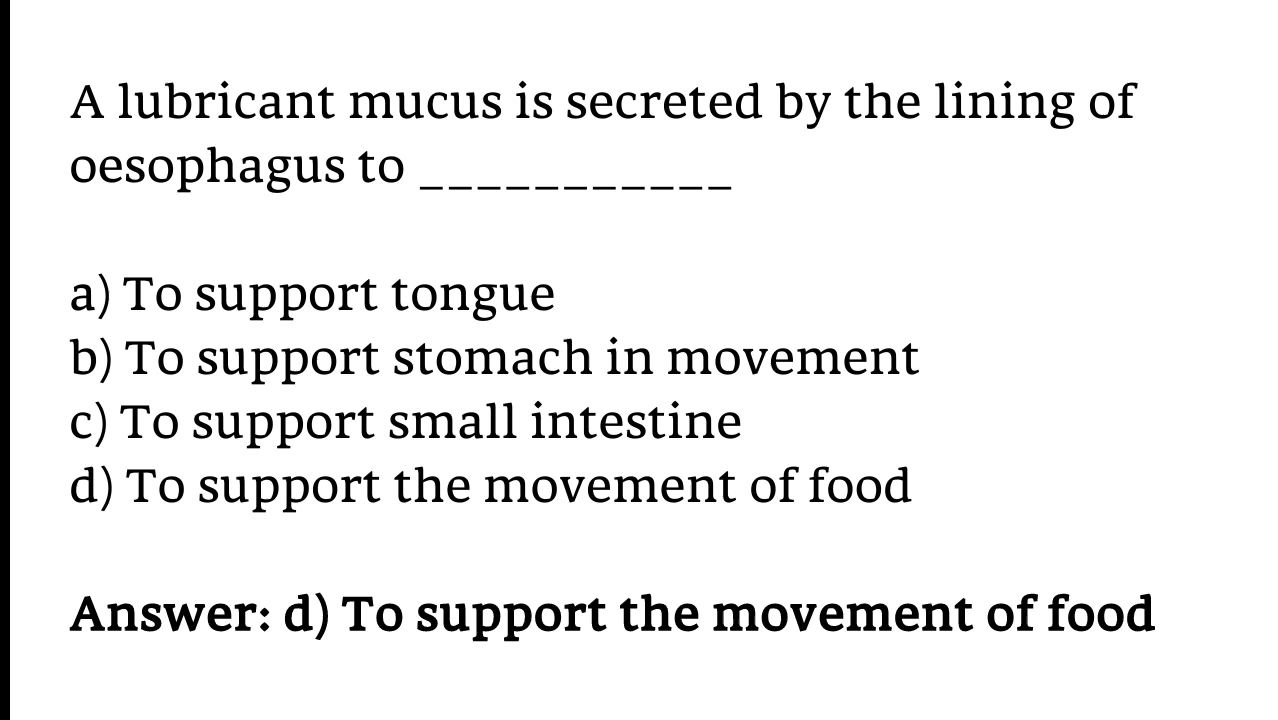 A lubricant mucus is secreted by the lining of
oesophagus to ___________
a) To support tongue
b) To support stomach in movement
c) To support small intestine
d) To support the movement of food
Answer: d) To support the movement of food